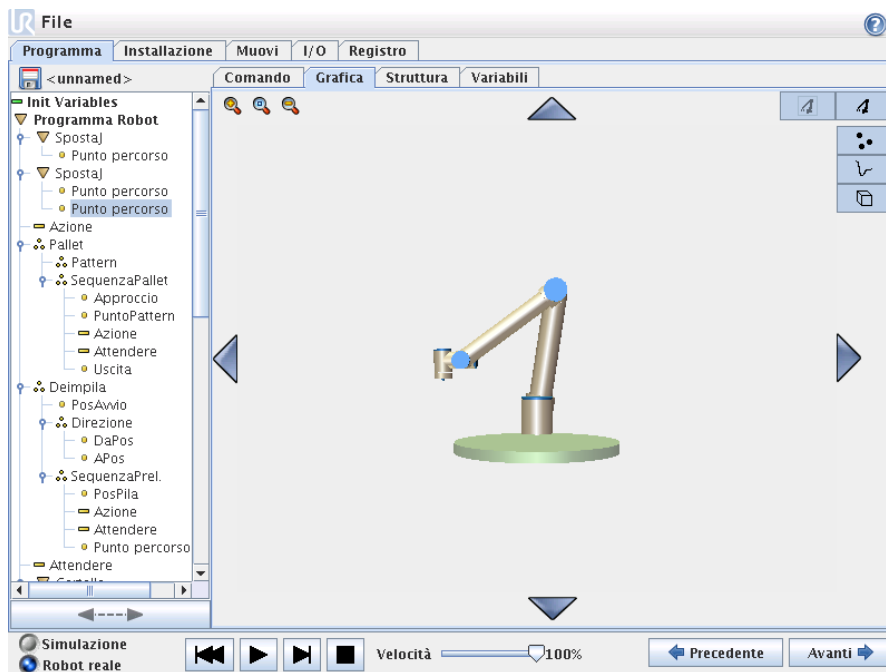 UR File
Programma Installazione Muovi I/O Registro
<unnamed> Comando Grafica Struttura Variabili
Init Variables
Programma Robot
SpostaJ
Punto percorso
SpostaJ
Punto percorso
Punto percorso
Azione
Pallet
Pattern
SequenzaPallet
Approccio
PuntoPattern
Azione
Attendere
Uscita
Deimpila
PosAvvio
Direzione
DaPos
APos
SequenzaPrel.
PosPila
Azione
Attendere
Punto percorso
Attendere
Simulazione
Robot reale
Velocità 100% Precedente Avanti